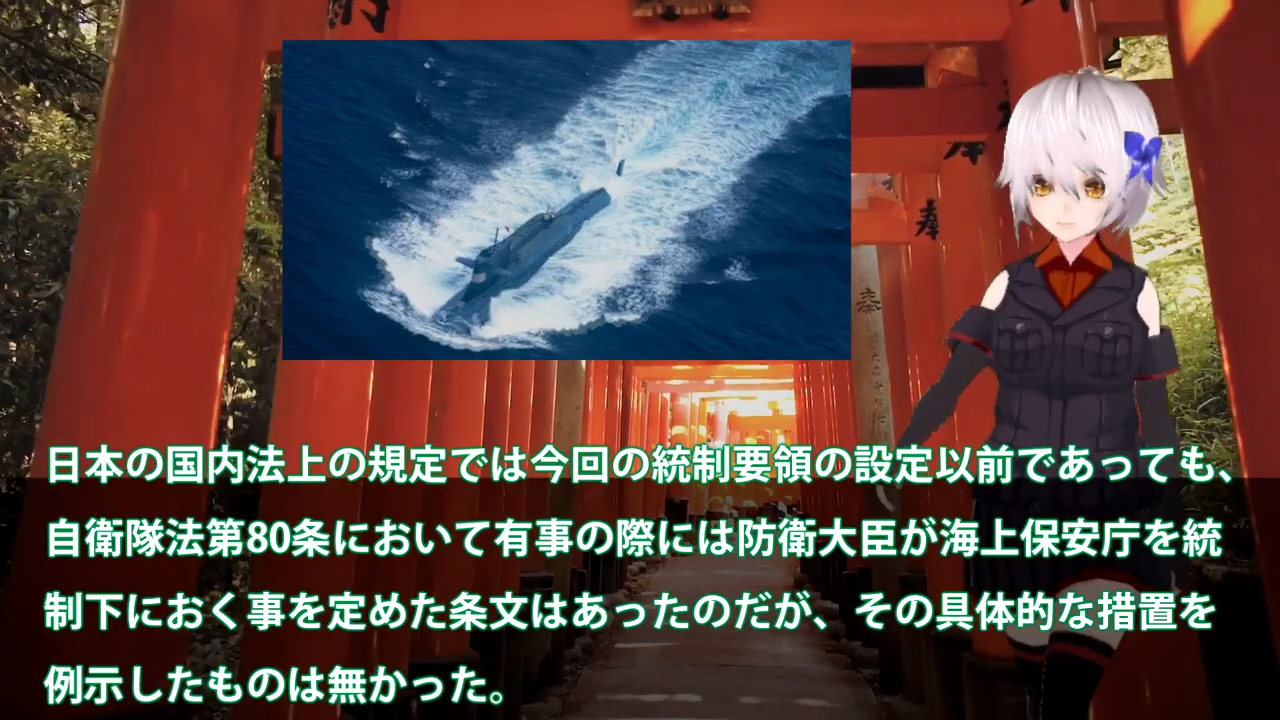 奉
奉
奉
日本の国内法上の規定では今回の統制要領の設定以前であっても、
自衛隊法第80条において有事の際には防衛大臣が海上保安庁を統
制下におく事を定めた条文はあったのだが、その具体的な措置を
例示したものは無かった。